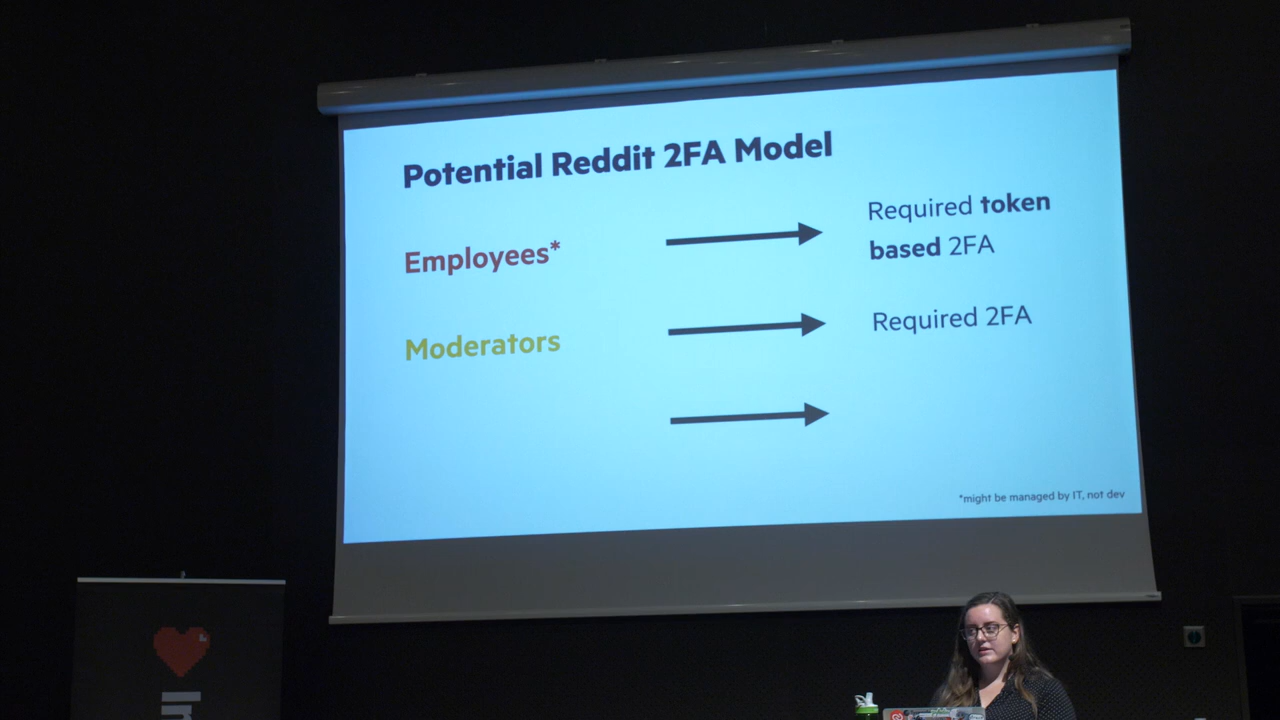 Potential Reddit 2FA Model
Employees*
Required token
based 2FA
Moderators
Required 2FA
*might be managed by IT, not dev